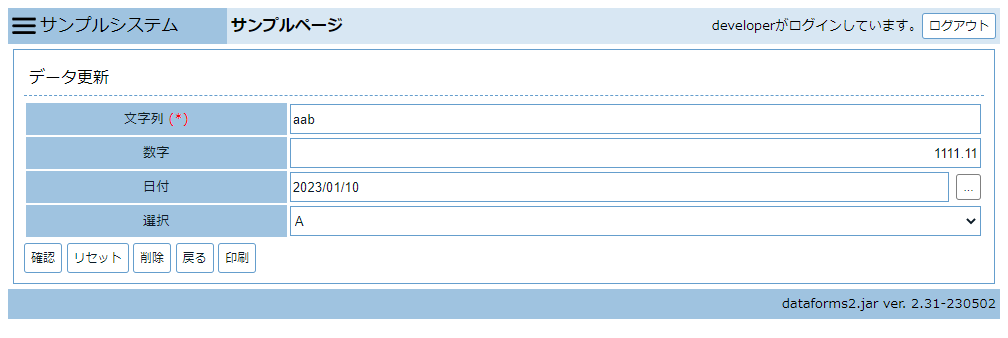 サンプルシステム サンプルページ developerがログインしています。 ログアウト
データ更新
文字列 (*) aab
数字 1111.11
日付 2023/01/10 ...
選択 A
確認 リセット 削除 戻る 印刷
dataforms2.jar ver. 2.31-230502